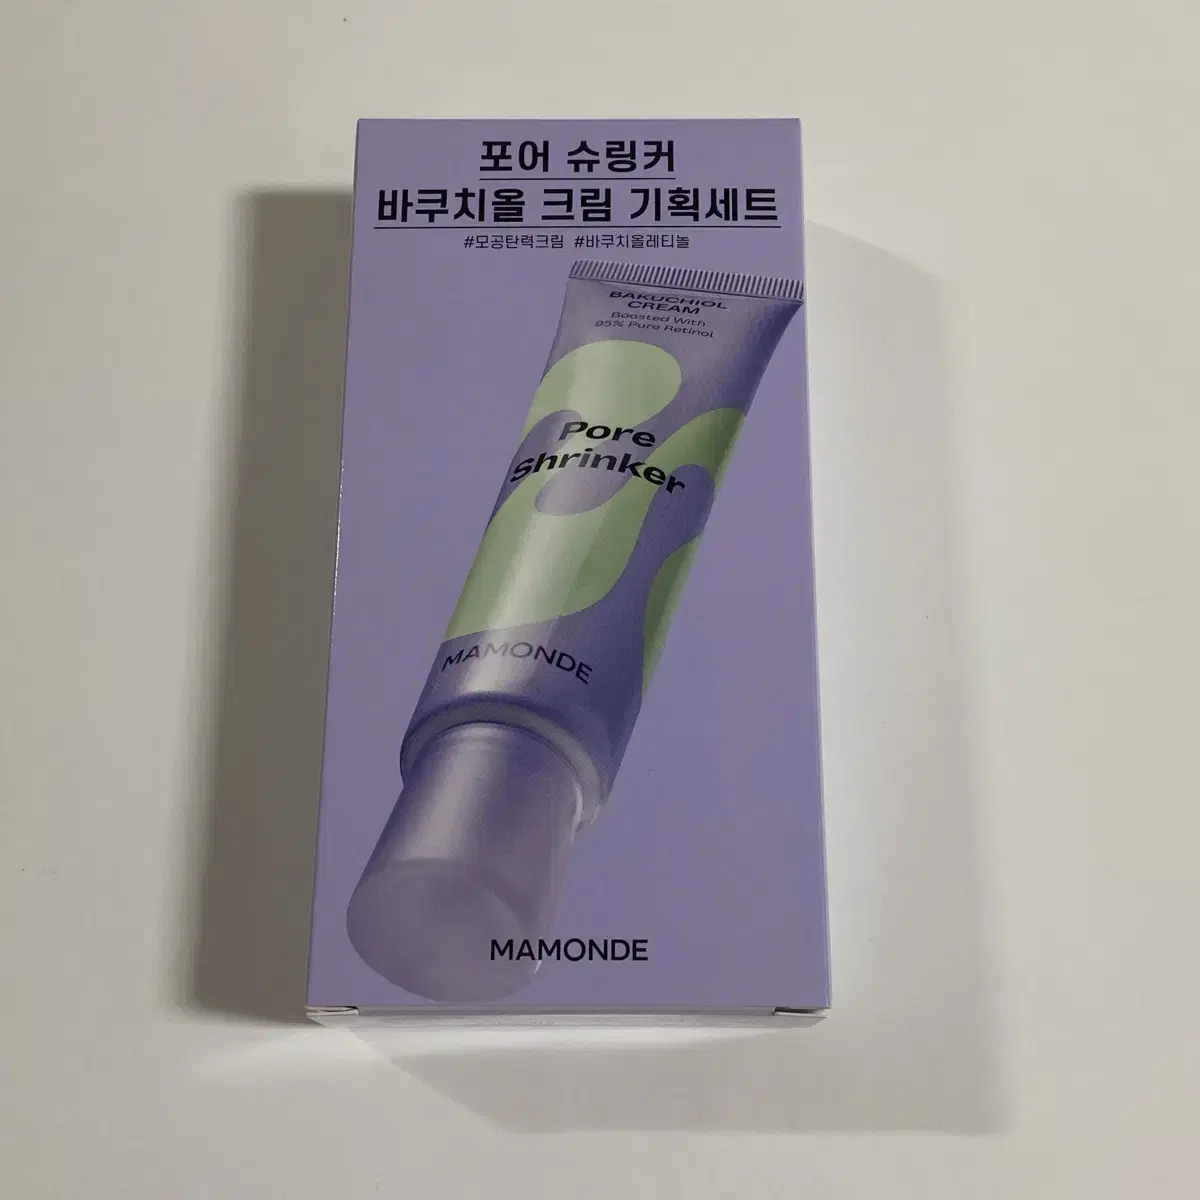 포어 슈링커
바쿠치올 크림 기획세트
#모공탄력크림 #바쿠치올레티놀
BAKUCHIOL
CREAM
Boosted With
95% Pure Retinol
Pore
Shrinker
MAMONDE
MAMONDE